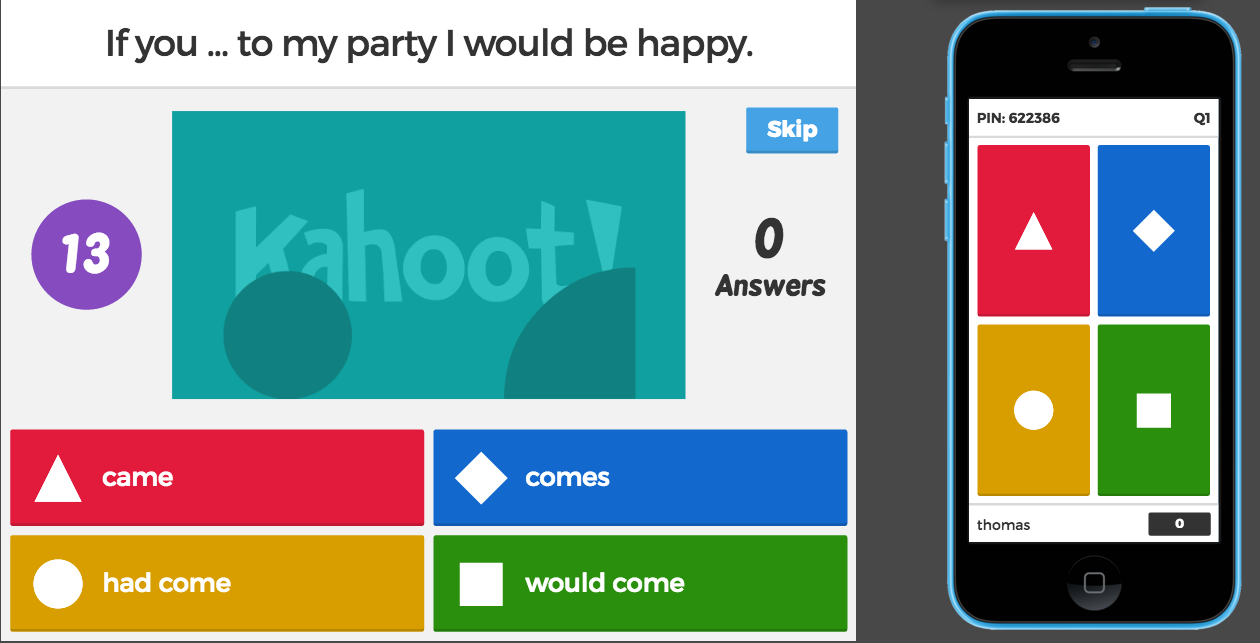 If you ... to my party I would be happy.
Skip
13
Kahoot!
0
Answers
came
comes
had come
would come
PIN: 622386
Q1
thomas
0